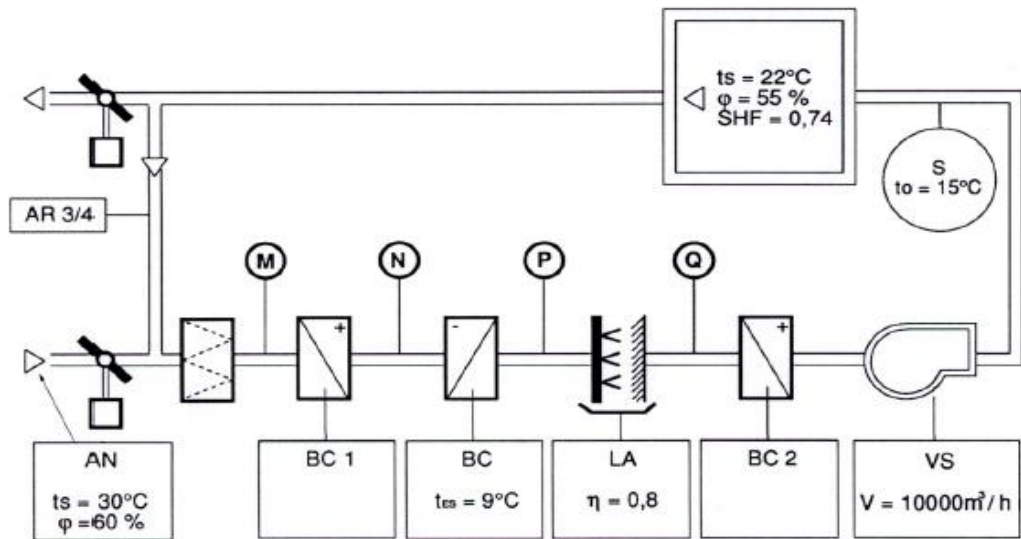 ts = 22°C
φ = 55 %
SHF = 0,74
S
to = 15°C
AR 3/4
M
N
P
Q
+
-
+
AN
ts = 30°C
φ = 60 %
BC 1
BC
tES = 9°C
LA
η = 0,8
BC 2
VS
V = 10000m³/h